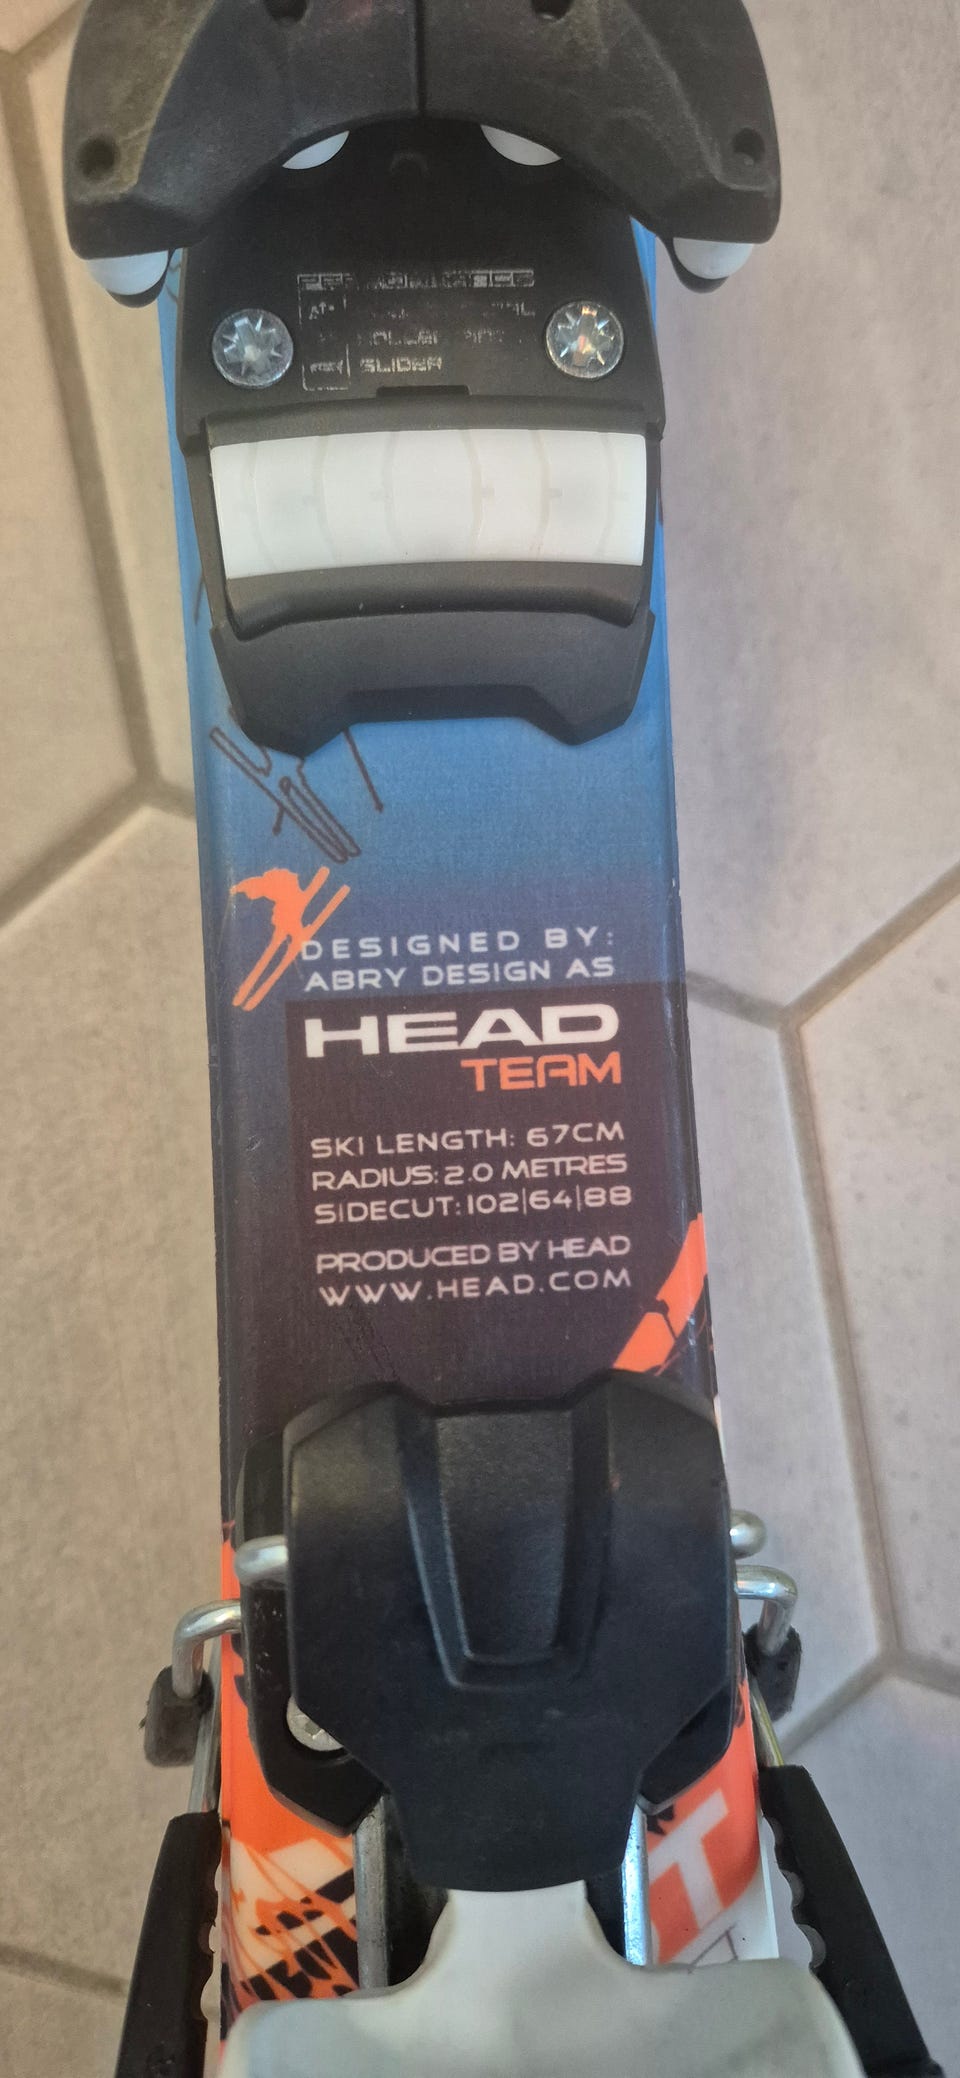 SLIDER
DESIGNED BY:
ABRY DESIGN AS
HEAD
TEAM
SKI LENGTH: 67CM
RADIUS: 2.0 METRES
SIDECUT: 102|64|88
PRODUCED BY HEAD
WWW.HEAD.COM